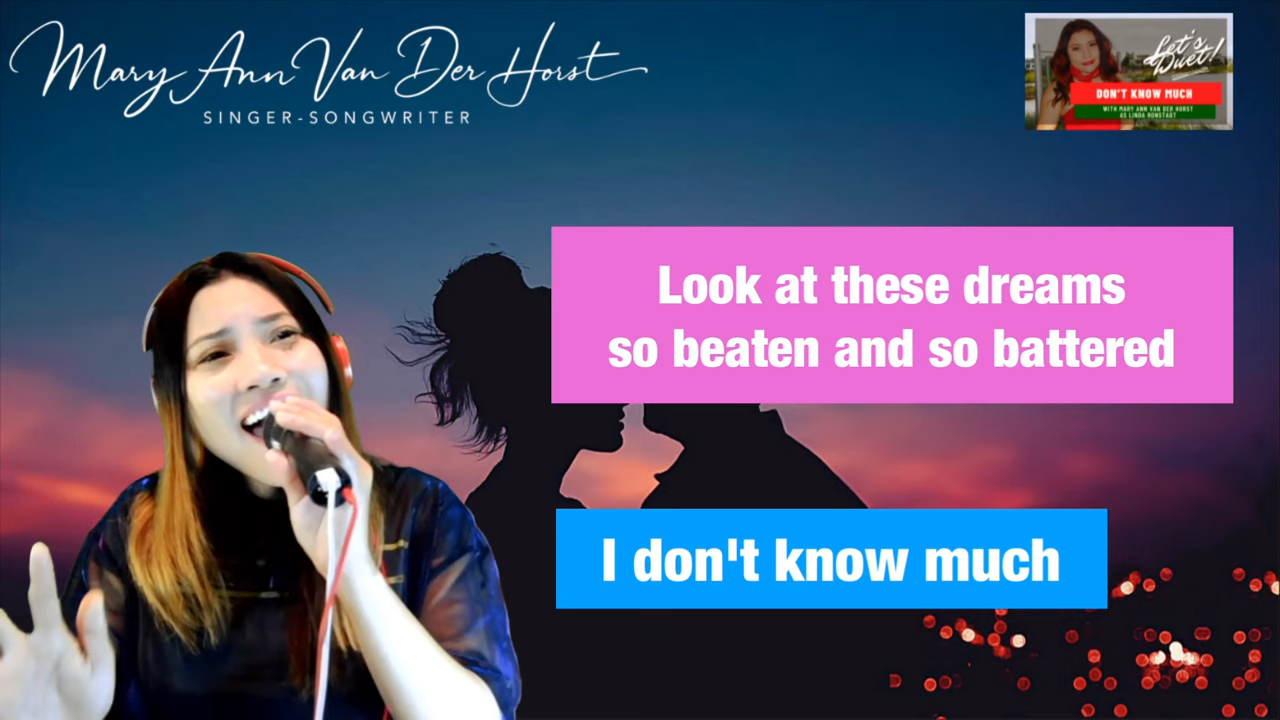 Mary Ann Van Der Horst
SINGER-SONGWRITER
Let's
Duet!
DON'T KNOW MUCH
WITH MARY ANN VAN DER HORST
AS LINDA RONSTADT
Look at these dreams
so beaten and so battered
I don't know much